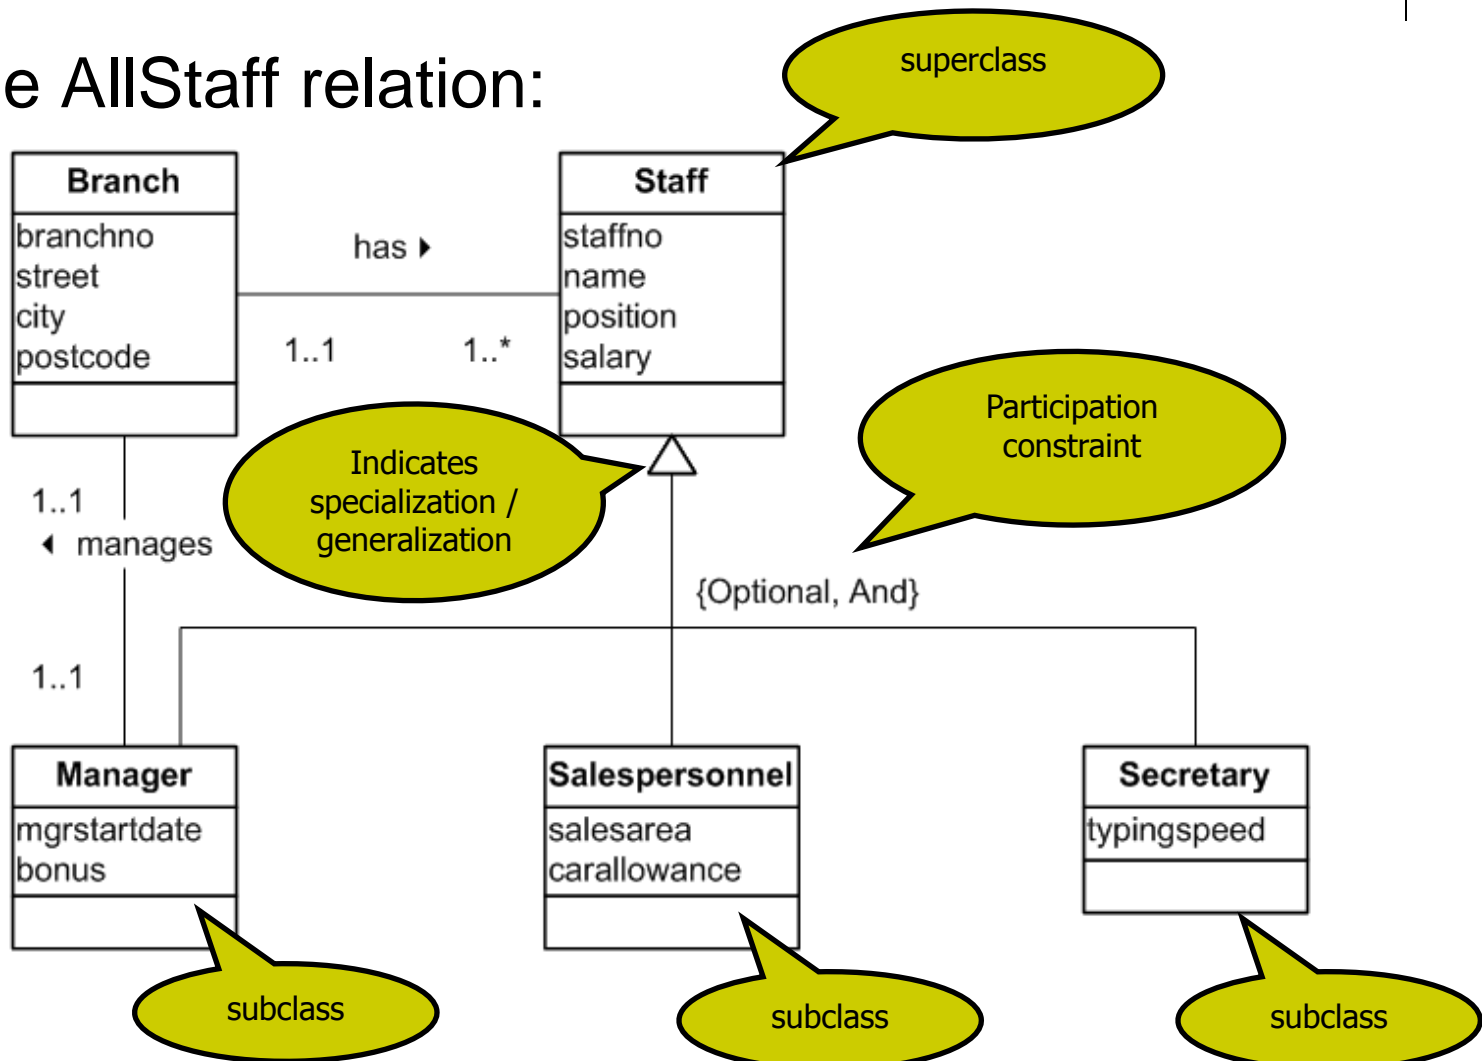 e AllStaff relation:
superclass
Branch
branchno
street
city
postcode
has
1..1
1..*
Staff
staffno
name
position
salary
Indicates
specialization /
generalization
Participation
constraint
1..1
manages
1..1
{Optional, And}
Manager
mgrstartdate
bonus
Salespersonnel
salesarea
carallowance
Secretary
typingspeed
subclass
subclass
subclass